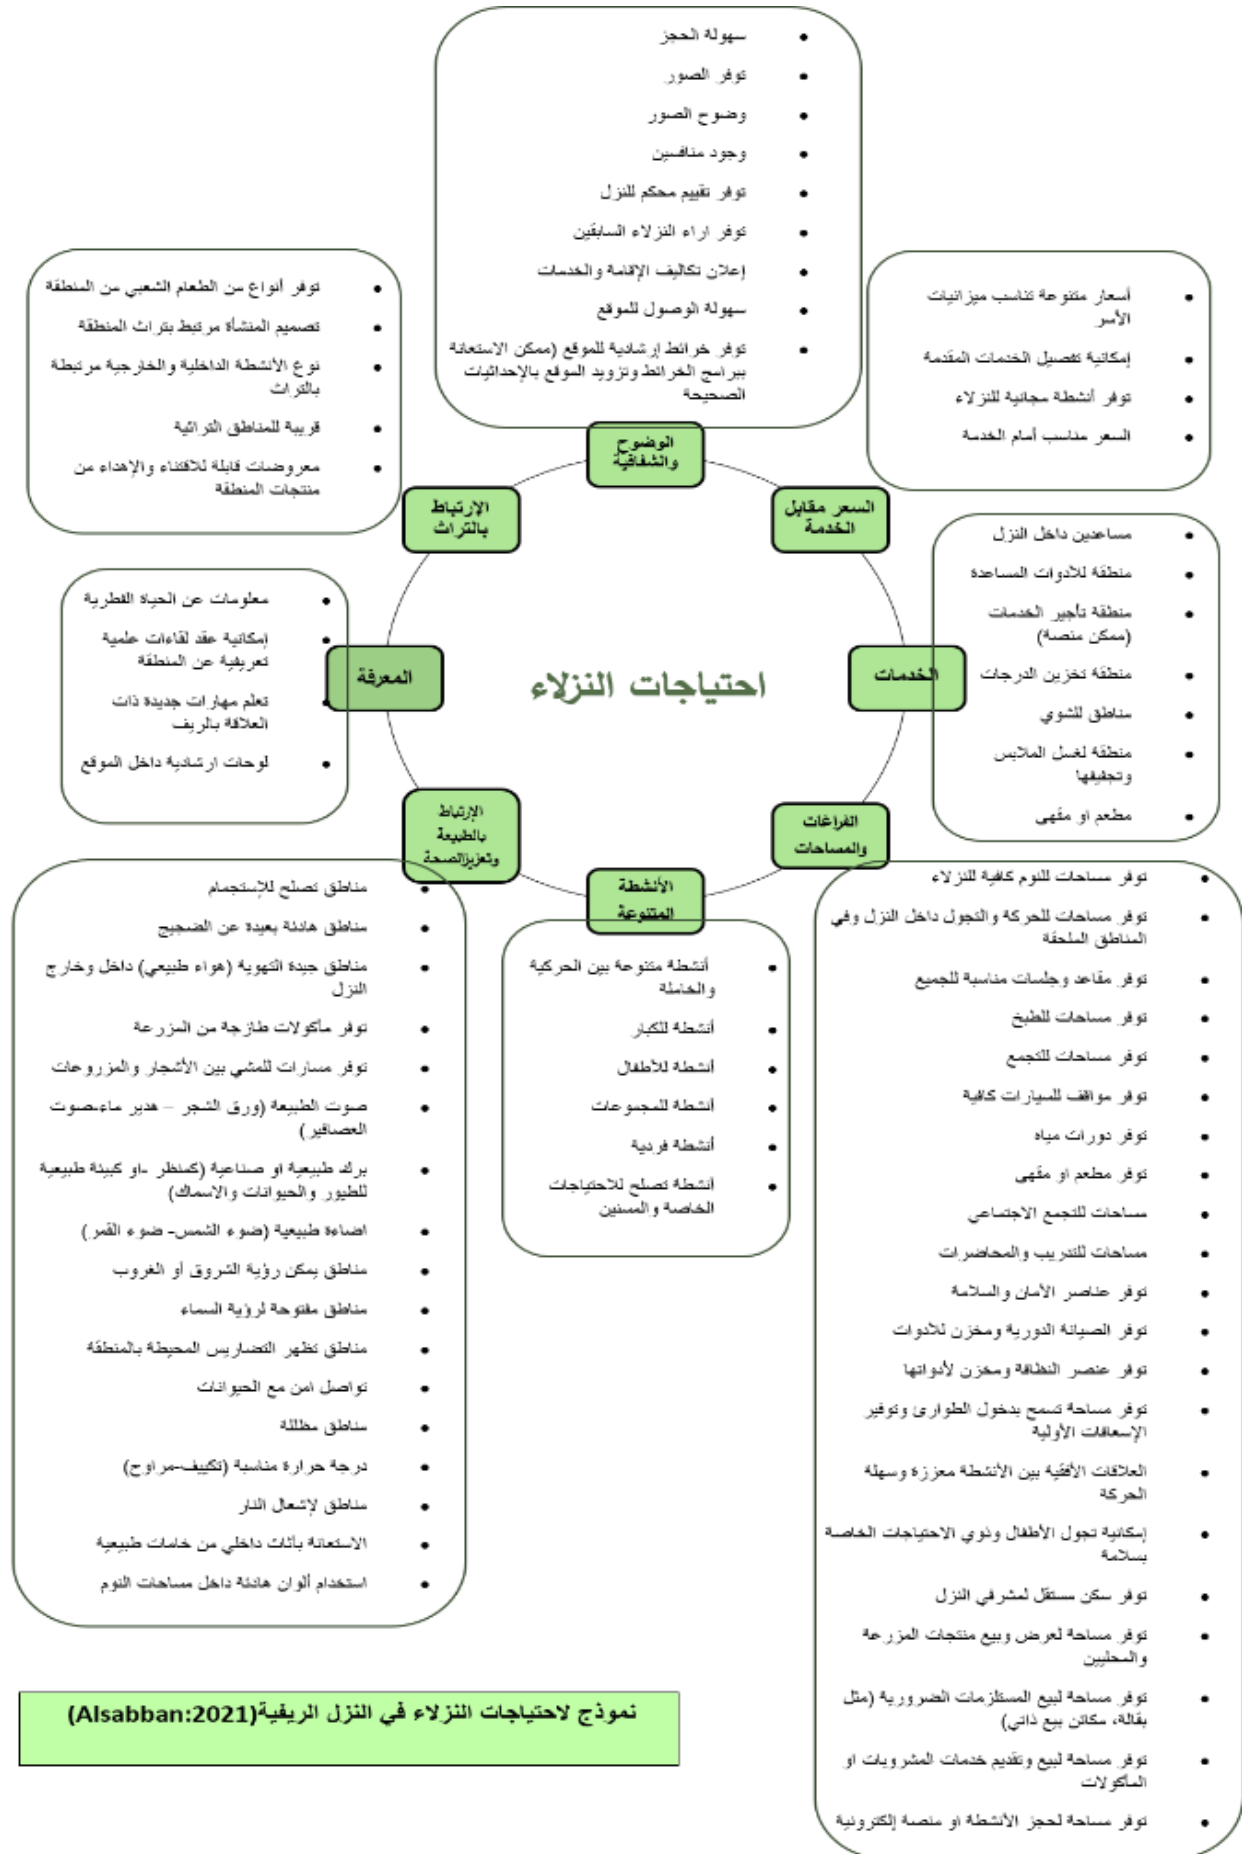 سهولة الحجز
توفر الصور
وضوح الصور
وجود منافسين
توفر تقييم محكم للنزل
توفر اراء النزلاء السابقين
إعلان تكاليف الإقامة والخدمات
سهولة الوصول للموقع
توفر خرائط إرشادية للموقع (ممكن الاستعانة
ببرامج الخرائط وتزويد الموقع بالإحداثيات
الصحيحة
الوضوح
والشفافية
أسعار متنوعة تناسب ميزانيات
الأسر
إمكانية تفصيل الخدمات المقدمة
توفر أنشطة مجانية للنزلاء
السعر مناسب أمام الخدمة
السعر مقابل
الخدمة
توفر أنواع من الطعام الشعبي من المنطقة
تصميم المنشأة مرتبط بتراث المنطقة
نوع الأنشطة الداخلية والخارجية مرتبطة
بالتراث
قريبة للمناطق التراثية
معروضات قابلة للاقتناء والإهداء من
منتجات المنطقة
الإرتباط
بالتراث
مساعدين داخل النزل
منطقة للأدوات المساعدة
منطقة تأجير الخدمات
(ممكن منصة)
منطقة تخزين الدرجات
مناطق للشوي
منطقة لغسل الملابس
وتجفيفها
مطعم او مقهى
الخدمات
معلومات عن الحياة الفطرية
إمكانية عقد لقاءات علمية
تعريفية عن المنطقة
تعلم مهارات جديدة ذات
العلاقة بالريف
لوحات ارشادية داخل الموقع
المعرفة
احتياجات النزلاء
الفراغات
والمساحات
توفر مساحات للنوم كافية للنزلاء
توفر مساحات للحركة والتجول داخل النزل وفي
المناطق الملحقة
توفر مقاعد وجلسات مناسبة للجميع
توفر مساحات للطبخ
توفر مساحات للتجمع
توفر مواقف للسيارات كافية
توفر دورات مياه
توفر مطعم او مقهى
مساحات للتجمع الاجتماعي
مساحات للتدريب والمحاضرات
توفر عناصر الأمان والسلامة
توفر الصيانة الدورية ومخزن للأدوات
توفر عنصر النظافة ومخزن لأدواتها
توفر مساحة تسمح بدخول الطوارئ وتوفير
الإسعافات الأولية
العلاقات الأفقية بين الأنشطة معززة وسهلة
الحركة
إمكانية تجول الأطفال وذوي الاحتياجات الخاصة
بسلامة
توفر سكن مستقل لمشرفي النزل
توفر مساحة لعرض وبيع منتجات المزرعة
والمحليين
توفر مساحة لبيع المستلزمات الضرورية (مثل
بقالة، مكائن بيع ذاتي)
توفر مساحة لبيع وتقديم خدمات المشروبات او
المأكولات
توفر مساحة لحجز الأنشطة او منصة إلكترونية
الأنشطة
المتنوعة
أنشطة متنوعة بين الحركية
والخاملة
أنشطة للكبار
أنشطة للأطفال
أنشطة للمجموعات
أنشطة فردية
أنشطة تصلح للاحتياجات
الخاصة والمسنين
الإرتباط
بالطبيعة
وتعزيزالصحة
مناطق تصلح للإستجمام
مناطق هادئة بعيدة عن الضجيج
مناطق جيدة التهوية (هواء طبيعي) داخل وخارج
النزل
توفر مأكولات طازجة من المزرعة
توفر مسارات للمشي بين الأشجار والمزروعات
صوت الطبيعة (ورق الشجر – هدير ماء-صوت
العصافير)
برك طبيعية او صناعية (كمنظر -او كبيئة طبيعية
للطيور والحيوانات والاسماك)
اضاءة طبيعية (ضوء الشمس- ضوء القمر)
مناطق يمكن رؤية الشروق أو الغروب
مناطق مفتوحة لرؤية السماء
مناطق تظهر التضاريس المحيطة بالمنطقة
تواصل امن مع الحيوانات
مناطق مظللة
درجة حرارة مناسبة (تكييف-مراوح)
مناطق لإشعال النار
الاستعانة بأثاث داخلي من خامات طبيعية
استخدام ألوان هادئة داخل مساحات النوم
نموذج لاحتياجات النزلاء في النزل الريفية(Alsabban:2021)